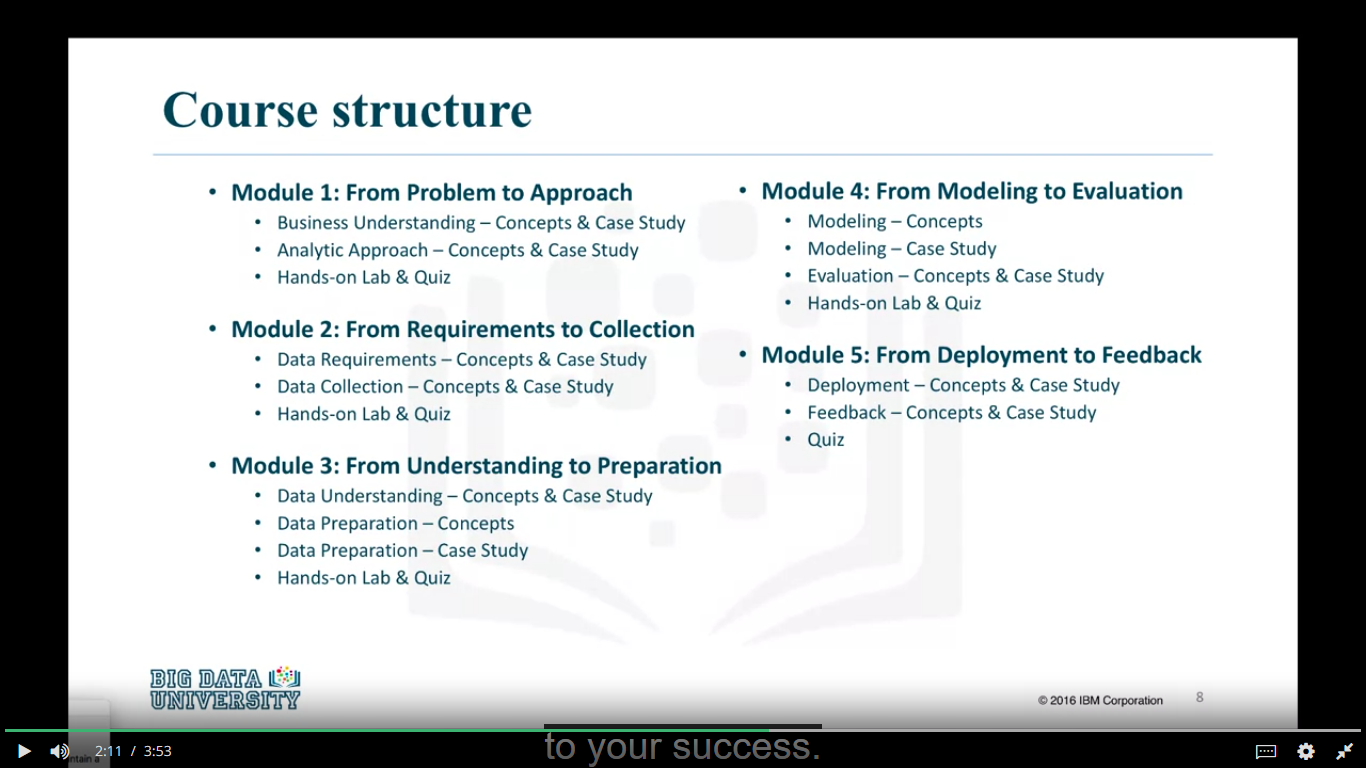 Course structure
• Module 1: From Problem to Approach
• Business Understanding – Concepts & Case Study
• Analytic Approach – Concepts & Case Study
• Hands-on Lab & Quiz
• Module 2: From Requirements to Collection
• Data Requirements – Concepts & Case Study
• Data Collection – Concepts & Case Study
• Hands-on Lab & Quiz
• Module 3: From Understanding to Preparation
• Data Understanding – Concepts & Case Study
• Data Preparation – Concepts
• Data Preparation – Case Study
• Hands-on Lab & Quiz
• Module 4: From Modeling to Evaluation
• Modeling – Concepts
• Modeling – Case Study
• Evaluation – Concepts & Case Study
• Hands-on Lab & Quiz
• Module 5: From Deployment to Feedback
• Deployment – Concepts & Case Study
• Feedback – Concepts & Case Study
• Quiz
BIG DATA
UNIVERSITY
© 2016 IBM Corporation
8
to your success.
2:11 / 3:53